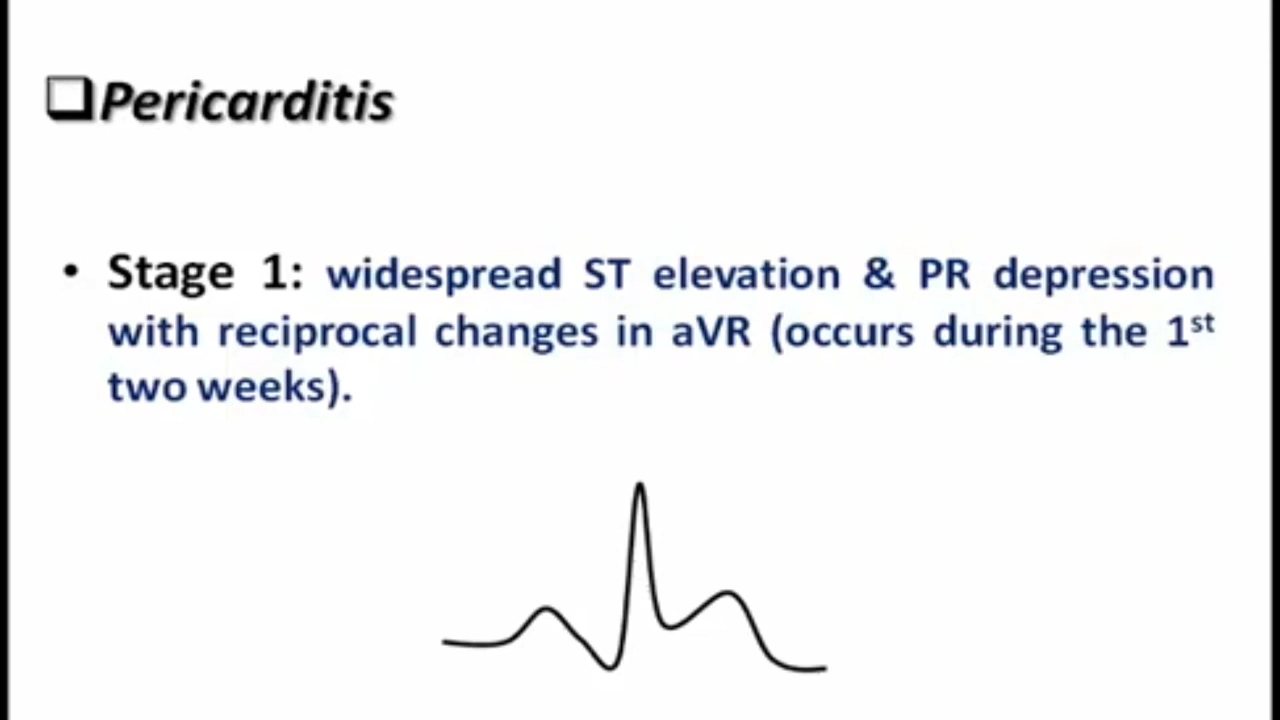 ❑Pericarditis
• Stage 1: widespread ST elevation & PR depression
with reciprocal changes in aVR (occurs during the 1st
two weeks).